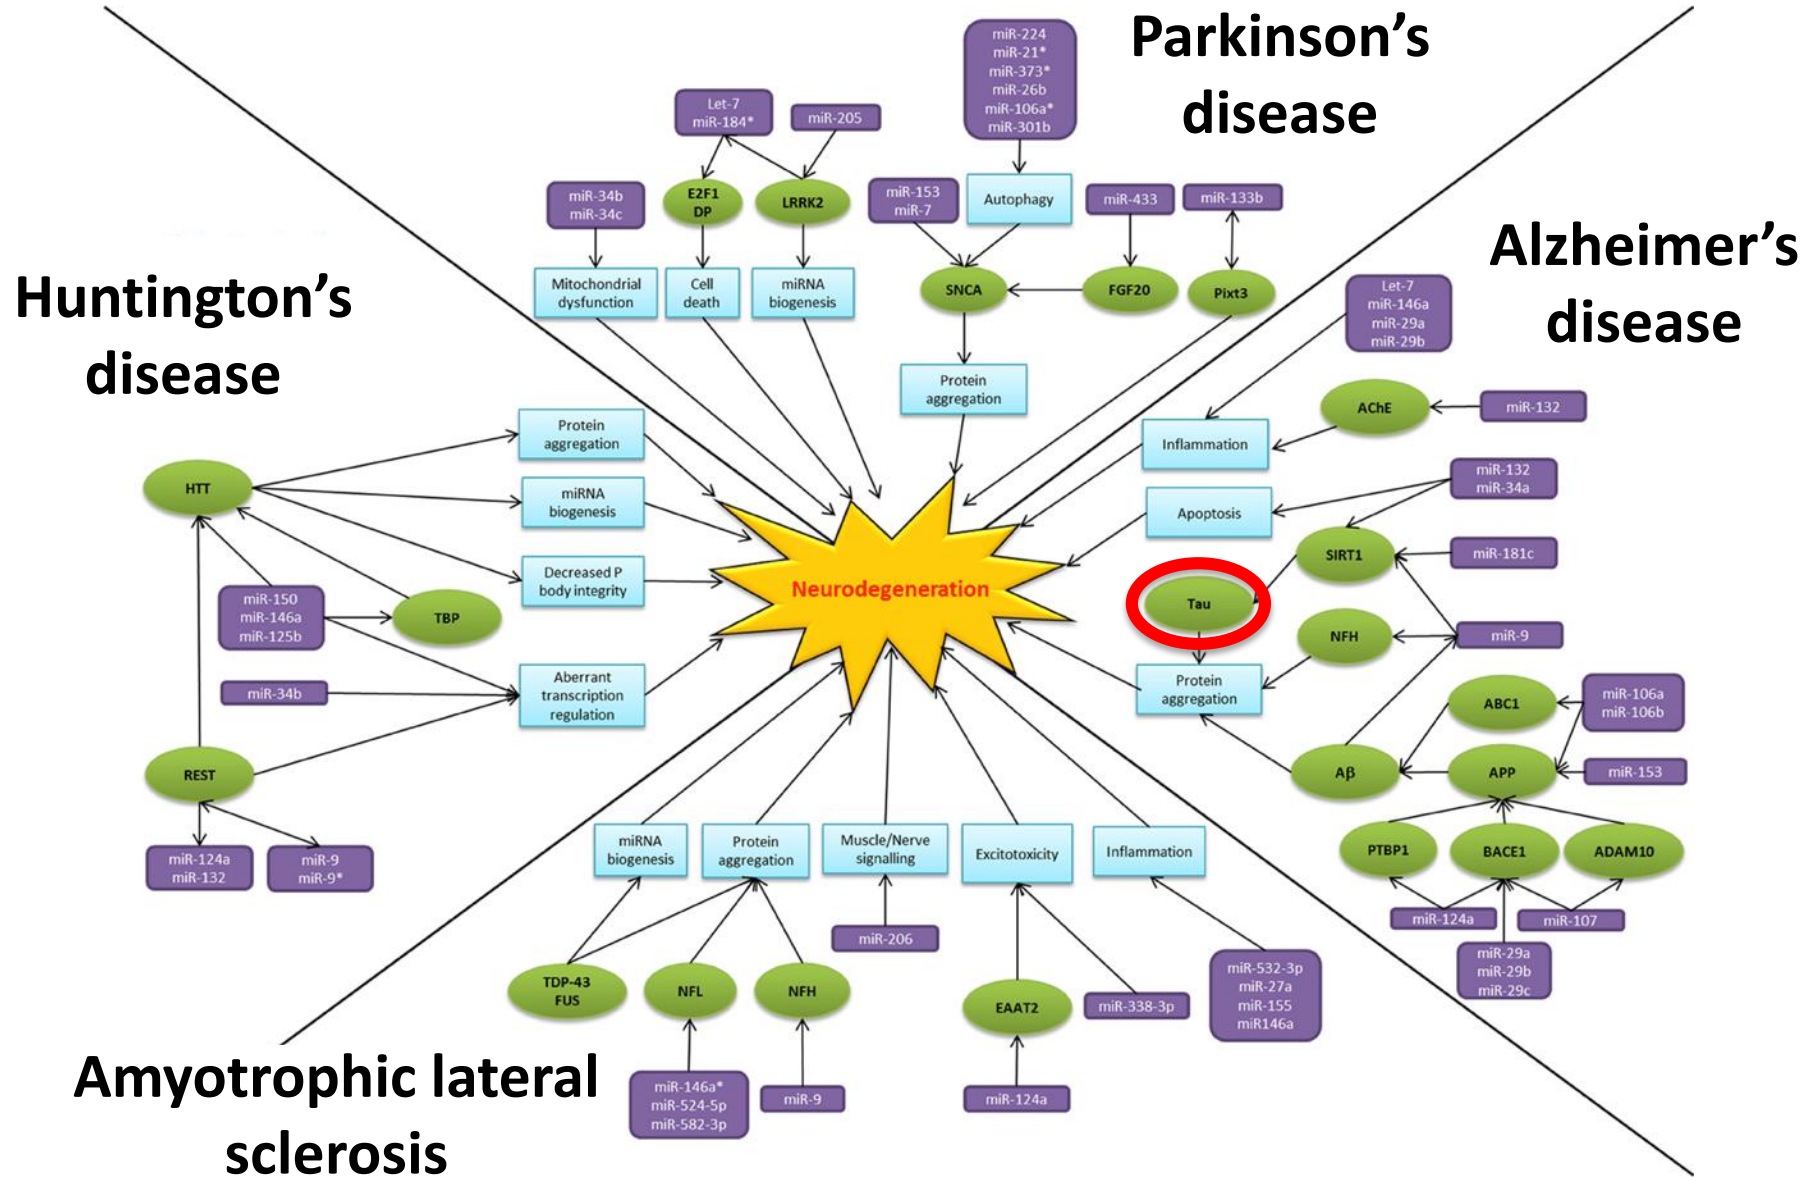 Parkinson's
disease
miR-224
miR-21*
miR-373*
miR-26b
miR-106a*
miR-301b
Let-7
miR-184*
miR-205
miR-34b
miR-34c
E2F1
DP
LRRK2
miR-153
miR-7
Autophagy
miR-433
miR-133b
Mitochondrial
dysfunction
Cell
death
miRNA
biogenesis
SNCA
FGF20
Pixt3
Protein
aggregation
Alzheimer's
disease
Let-7
miR-146a
miR-29a
miR-29b
AChE
miR-132
Inflammation
miR-132
miR-34a
Apoptosis
SIRT1
miR-181c
Tau
NFH
miR-9
Protein
aggregation
ABC1
miR-106a
miR-106b
Aβ
APP
miR-153
PTBP1
BACE1
ADAM10
miR-124a
miR-107
miR-29a
miR-29b
miR-29c
Huntington's
disease
Protein
aggregation
HTT
miRNA
biogenesis
Decreased P
body integrity
miR-150
miR-146a
miR-125b
TBP
miR-34b
Aberrant
transcription
regulation
REST
miR-124a
miR-132
miR-9
miR-9*
Neurodegeneration
miRNA
biogenesis
Protein
aggregation
Muscle/Nerve
signalling
Excitotoxicity
Inflammation
miR-206
TDP-43
FUS
NFL
NFH
EAAT2
miR-338-3p
miR-532-3p
miR-27a
miR-155
miR146a
miR-146a*
miR-524-5p
miR-582-3p
miR-9
miR-124a
Amyotrophic lateral
sclerosis